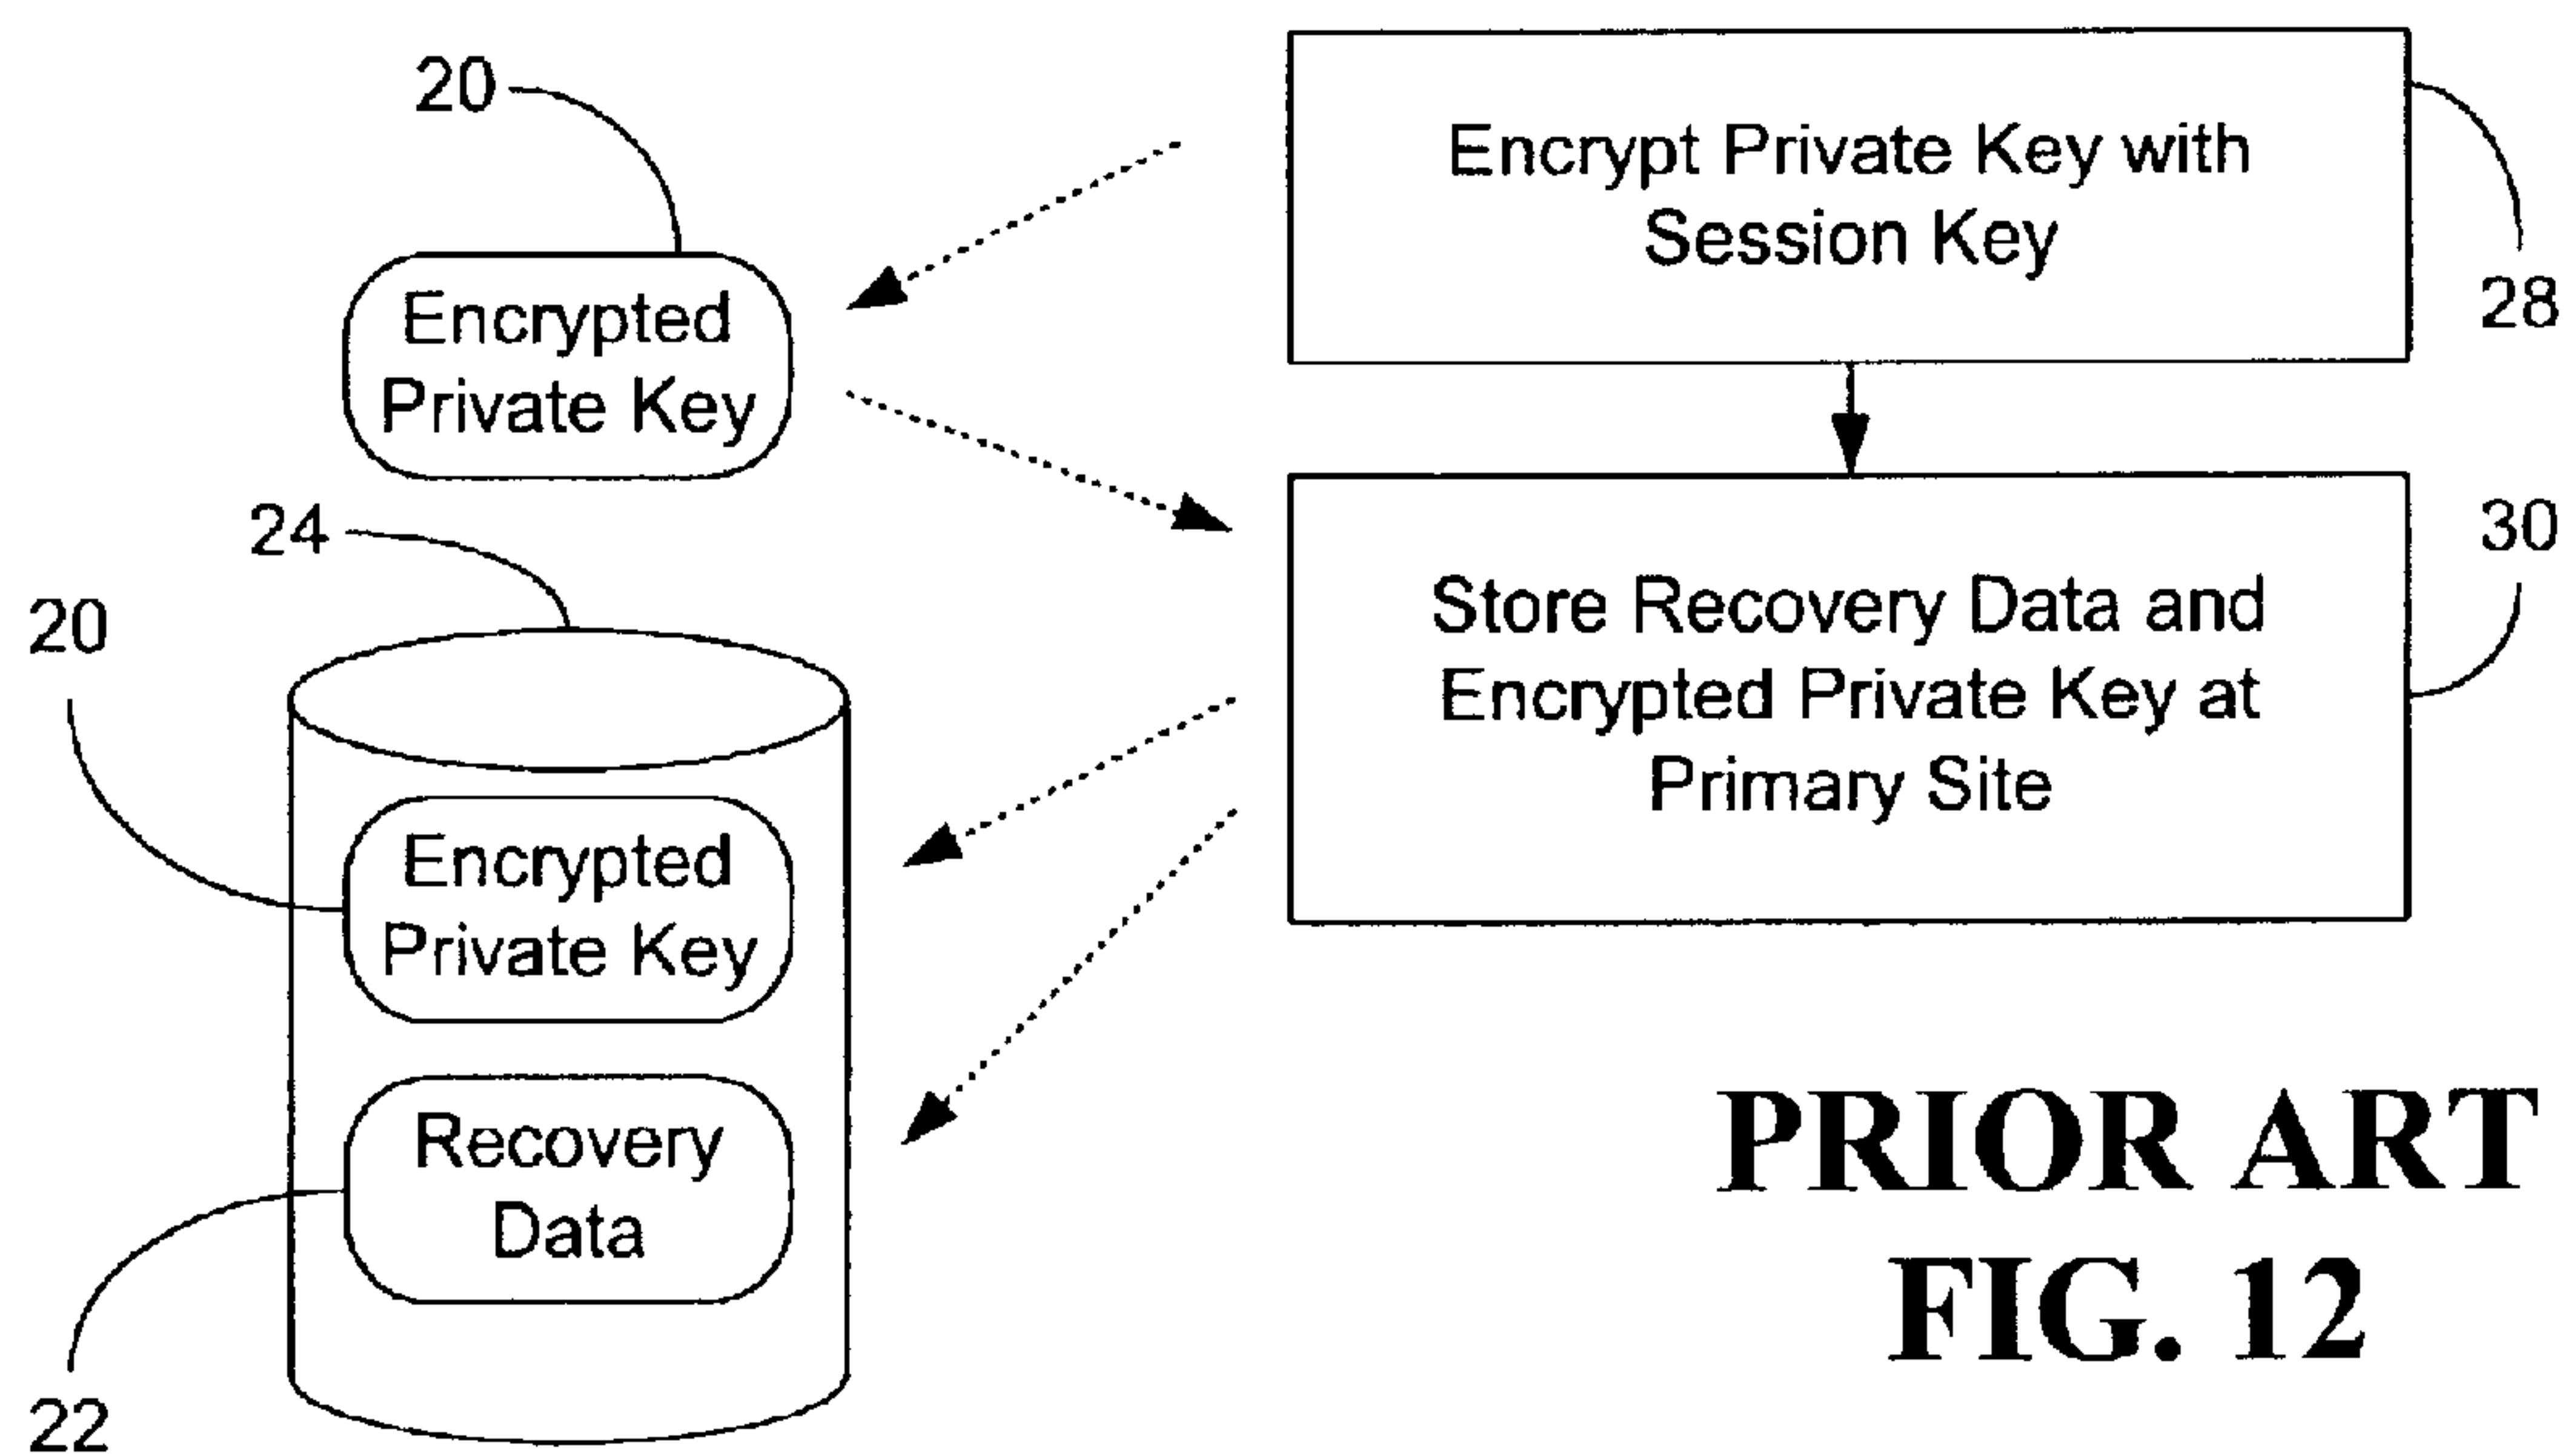 20
Encrypt Private Key with
Session Key
28
Encrypted
Private Key
24
30
20
Store Recovery Data and
Encrypted Private Key at
Primary Site
Encrypted
Private Key
Recovery
Data
22
PRIOR ART
FIG. 12